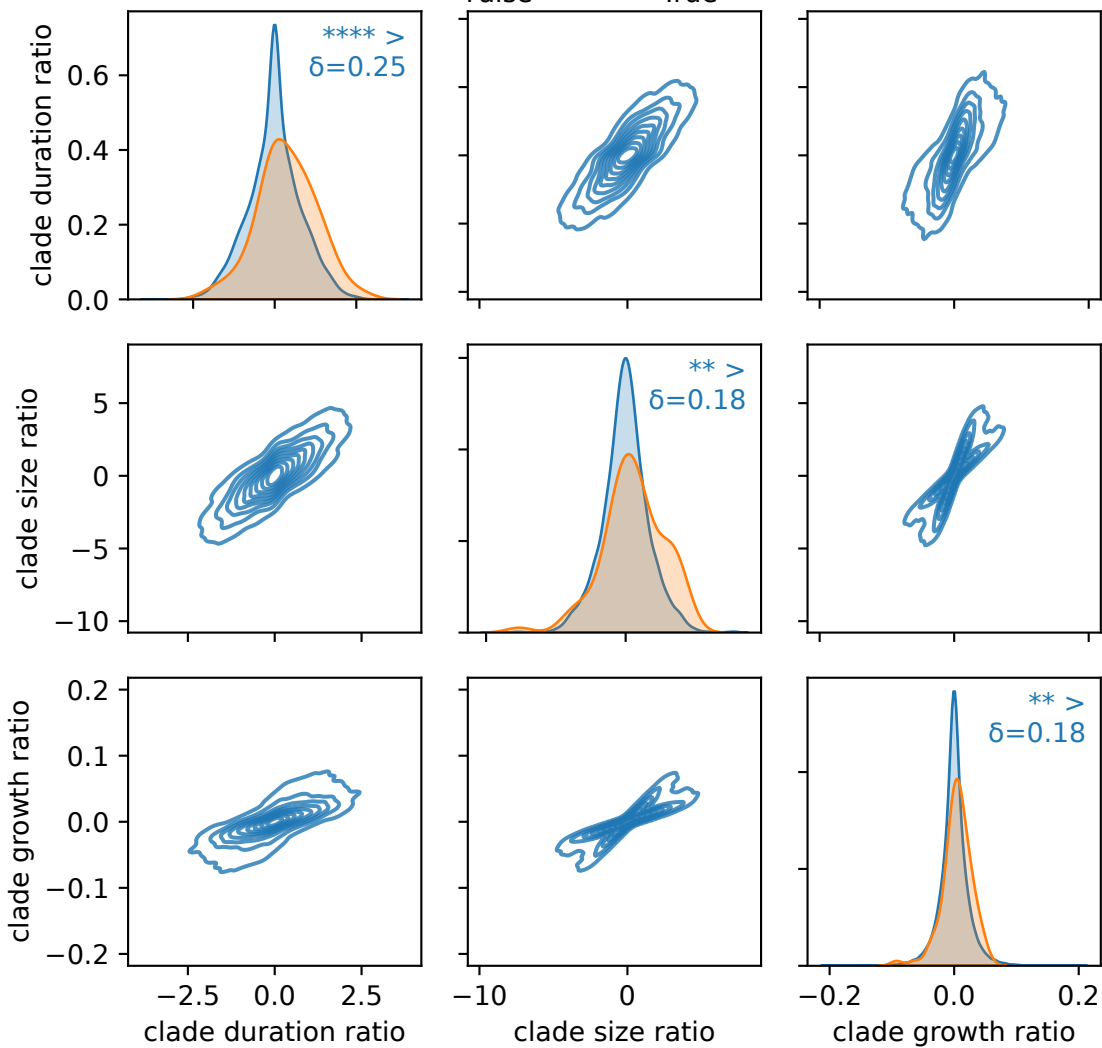 clade duration ratio
0.6
0.4
0.2
0.0
**** >
δ=0.25
clade size ratio
5
0
−5
−10
** >
δ=0.18
clade growth ratio
0.2
0.1
0.0
−0.1
−0.2
** >
δ=0.18
−2.5 0.0 2.5
−10 0
−0.2 0.0 0.2
clade duration ratio
clade size ratio
clade growth ratio